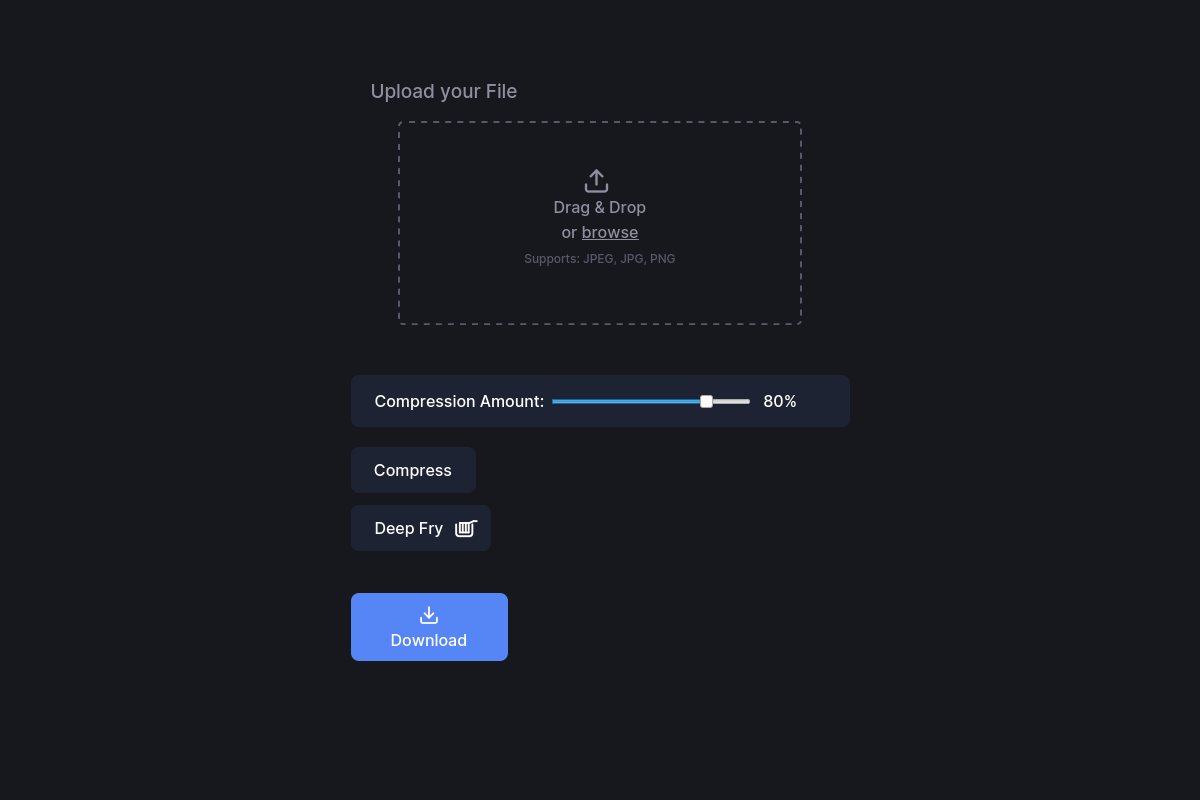 Upload your File
Drag & Drop
or browse
Supports: JPEG, JPG, PNG
Compression Amount: 80%
Compress
Deep Fry
Download